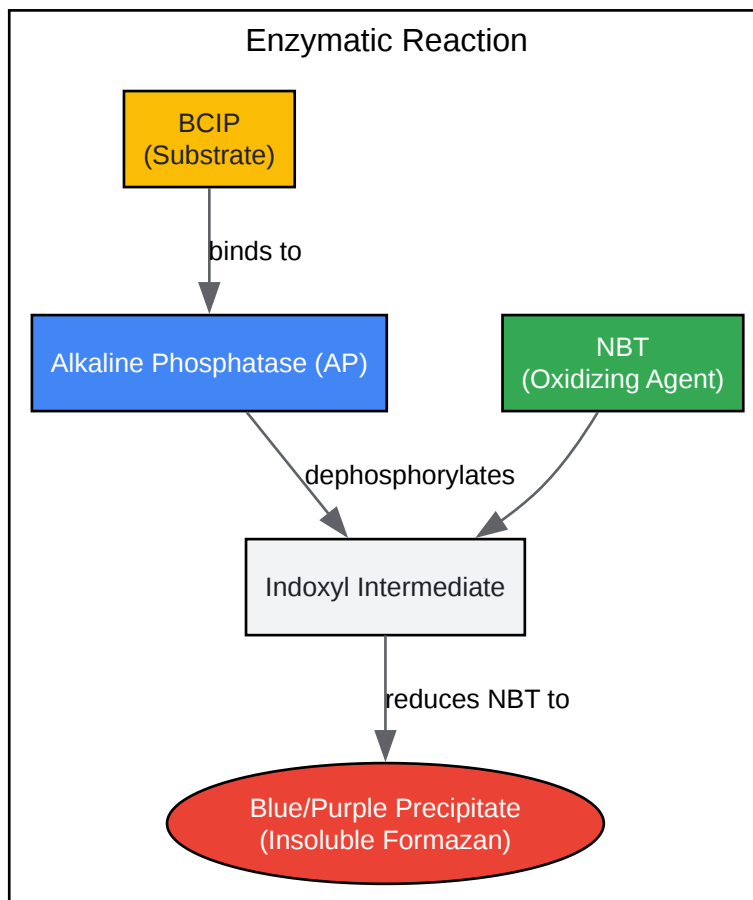 Enzymatic Reaction
BCIP
(Substrate)
binds to
Alkaline Phosphatase (AP)
NBT
(Oxidizing Agent)
dephosphorylates
Indoxyl Intermediate
reduces NBT to
Blue/Purple Precipitate
(Insoluble Formazan)